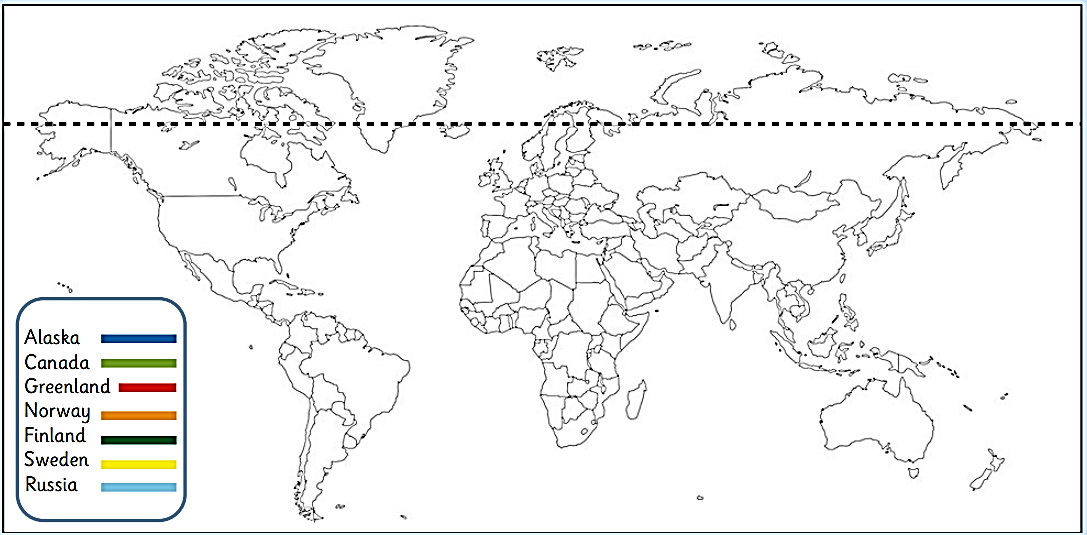 Alaska
Canada
Greenland
Norway
Finland
Sweden
Russia